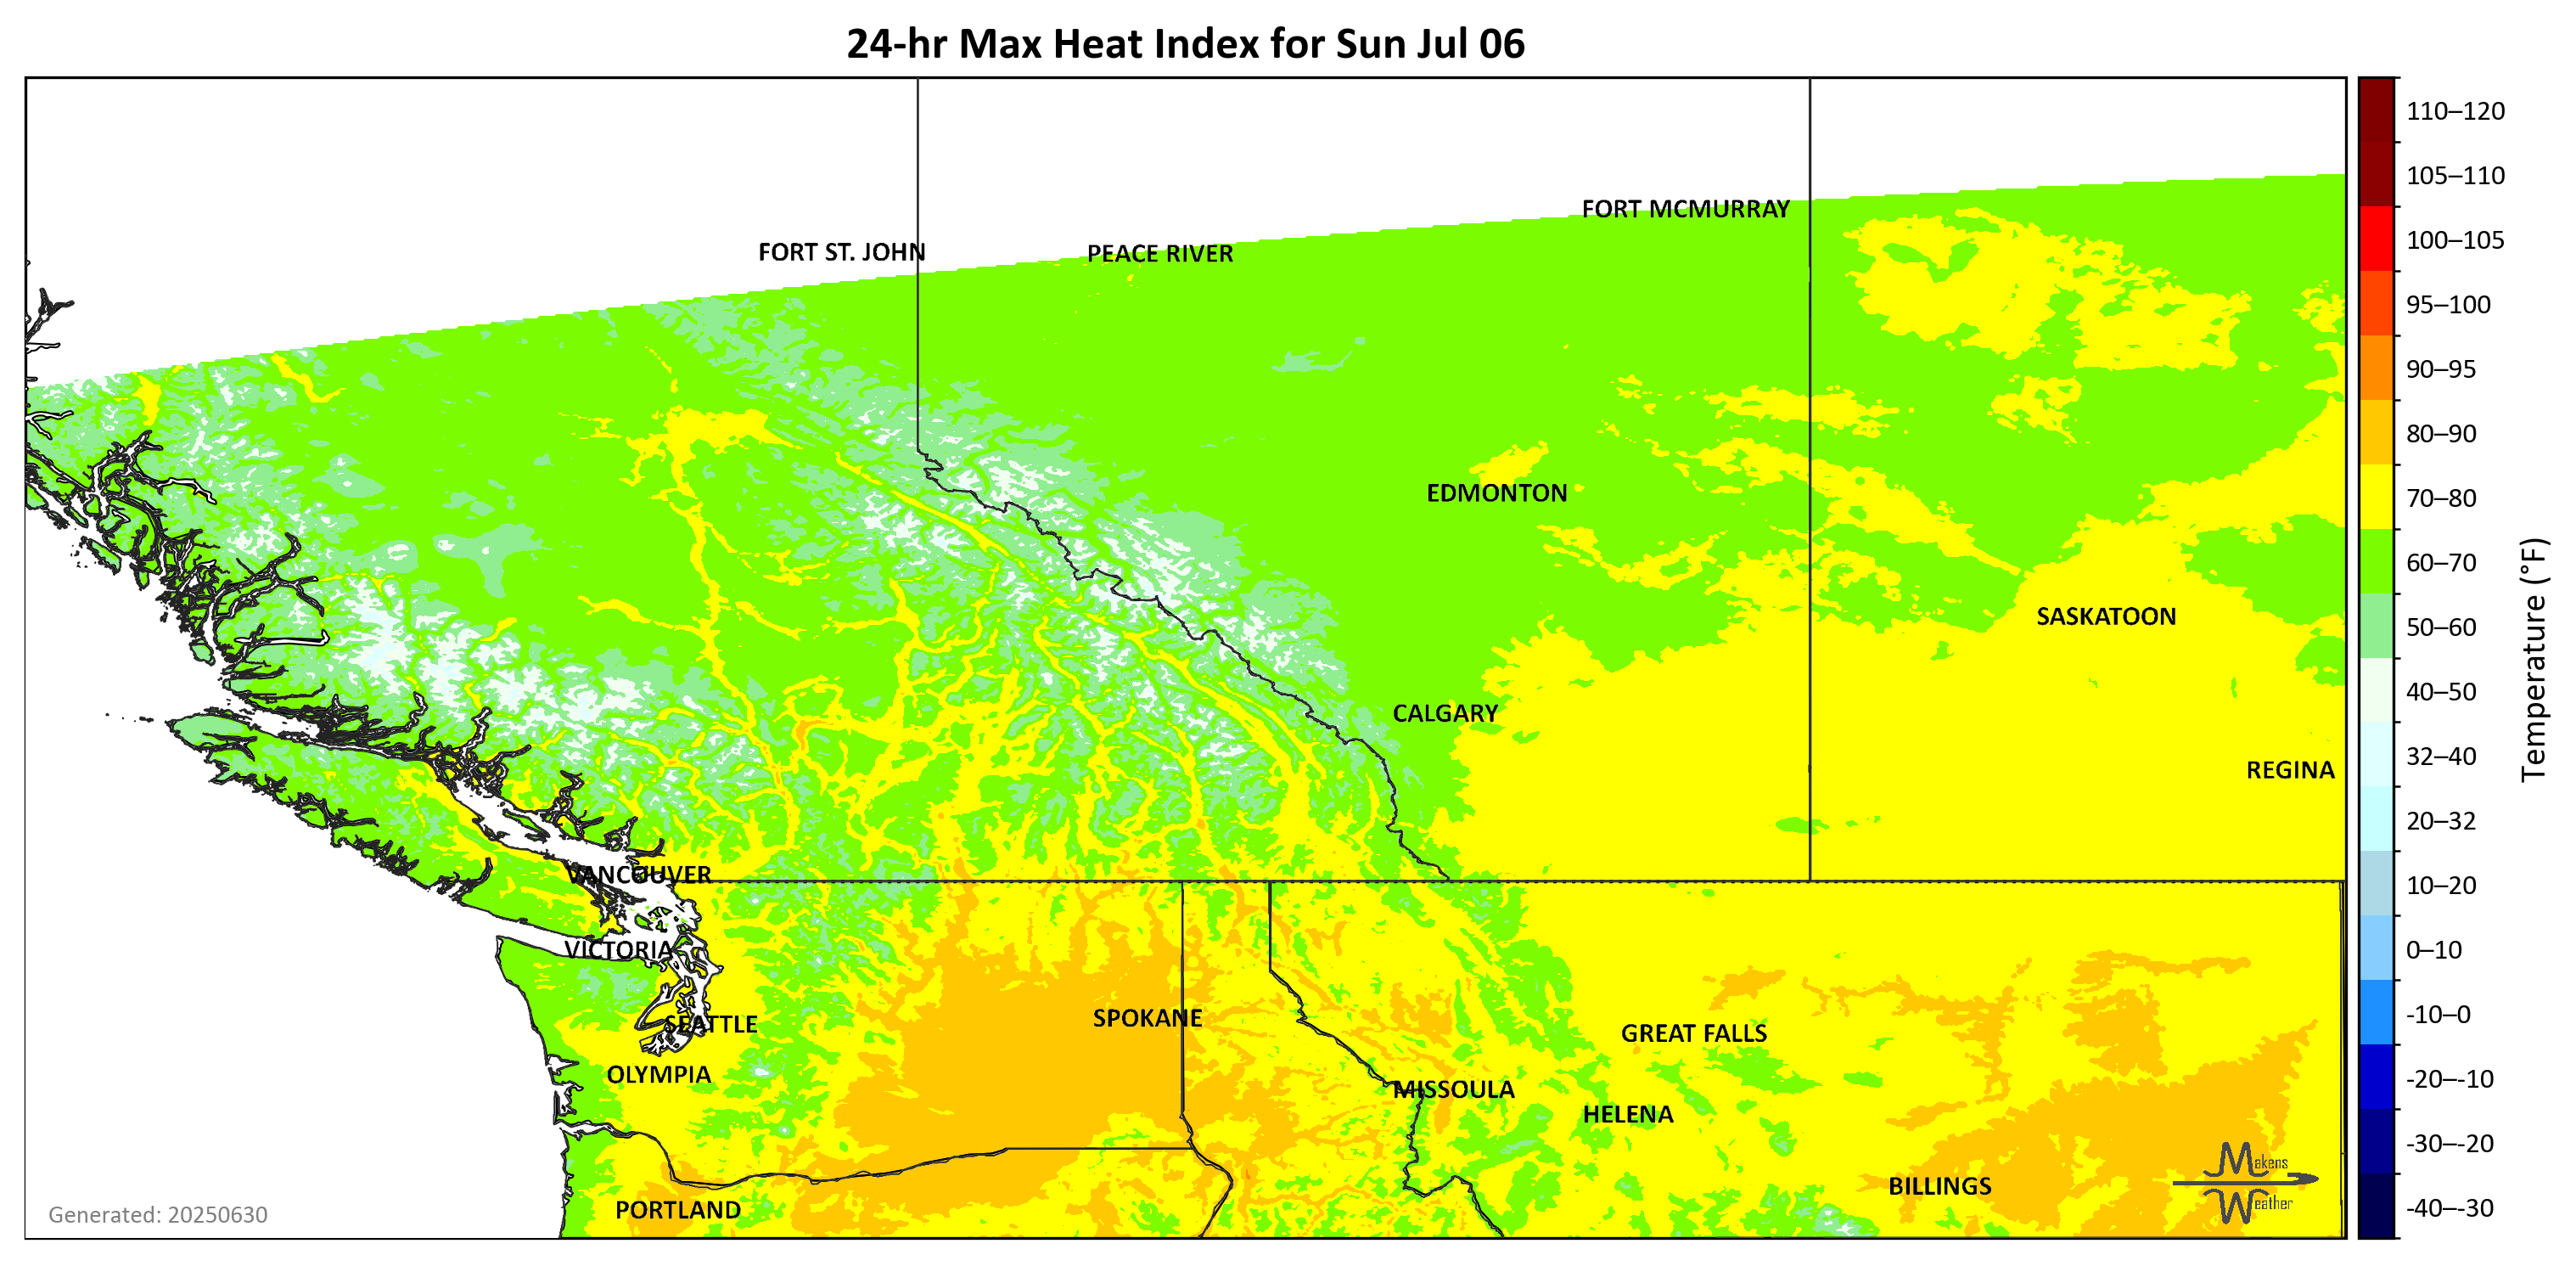 24-hr Max Heat Index for Sun Jul 06
110–120
105–110
100–105
95–100
90–95
80–90
70–80
60–70
50–60
40–50
32–40
20–32
10–20
0–10
-10–0
-20–-10
-30–-20
-40–-30
Temperature (°F)
FORT MCMURRAY
FORT ST. JOHN
PEACE RIVER
EDMONTON
SASKATOON
CALGARY
REGINA
VANCOUVER
VICTORIA
SPOKANE
SEATTLE
GREAT FALLS
OLYMPIA
MISSOULA
HELENA
BILLINGS
PORTLAND
Makens
Weather
Generated: 20250630